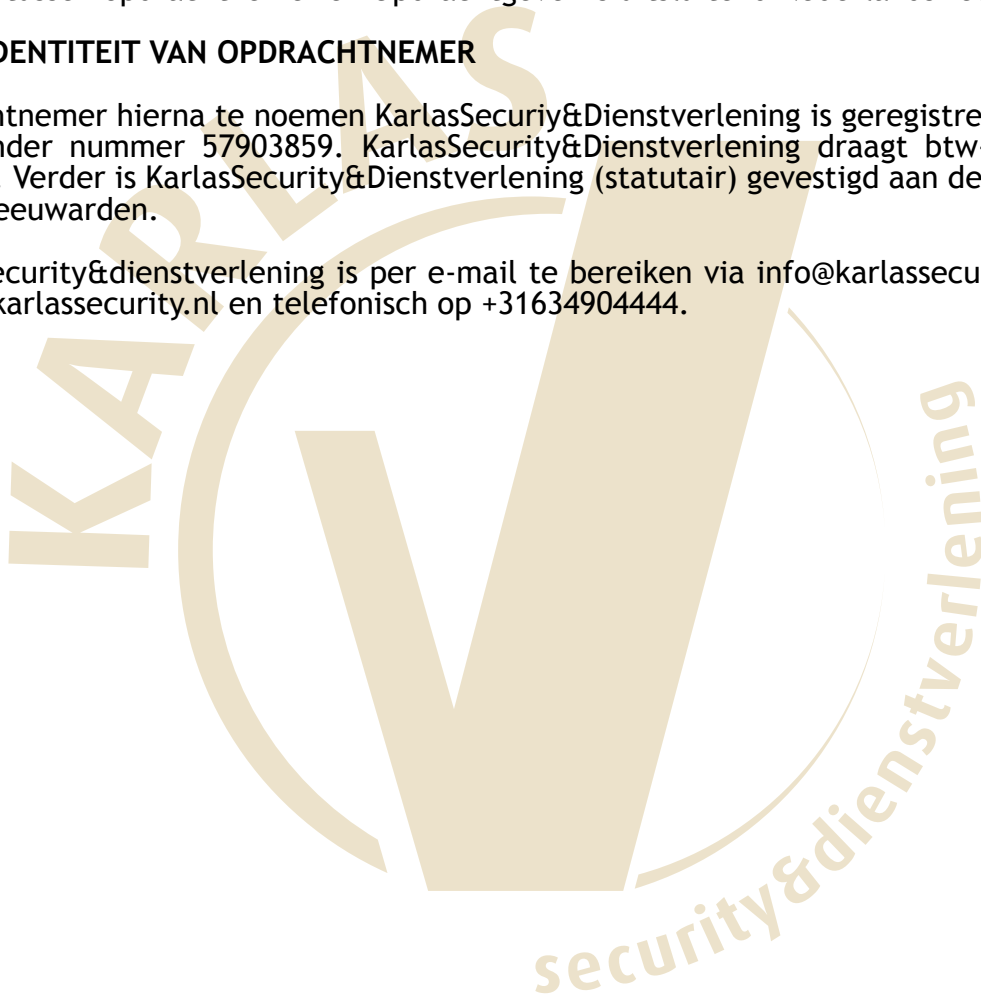 DENTITEIT VAN OPDRACHTNEMER
ntnemer hierna te noemen KarlasSecuriy&Dienstverlening is geregistre
nder nummer 57903859. KarlasSecurity&Dienstverlening draagt btw-
. Verder is KarlasSecurity&Dienstverlening (statutair) gevestigd aan de
eeuwarden.
ecurity&dienstverlening is per e-mail te bereiken via info@karlassecu
karlassecurity.nl en telefonisch op +31634904444.
KARLAS
security&dienstverlening